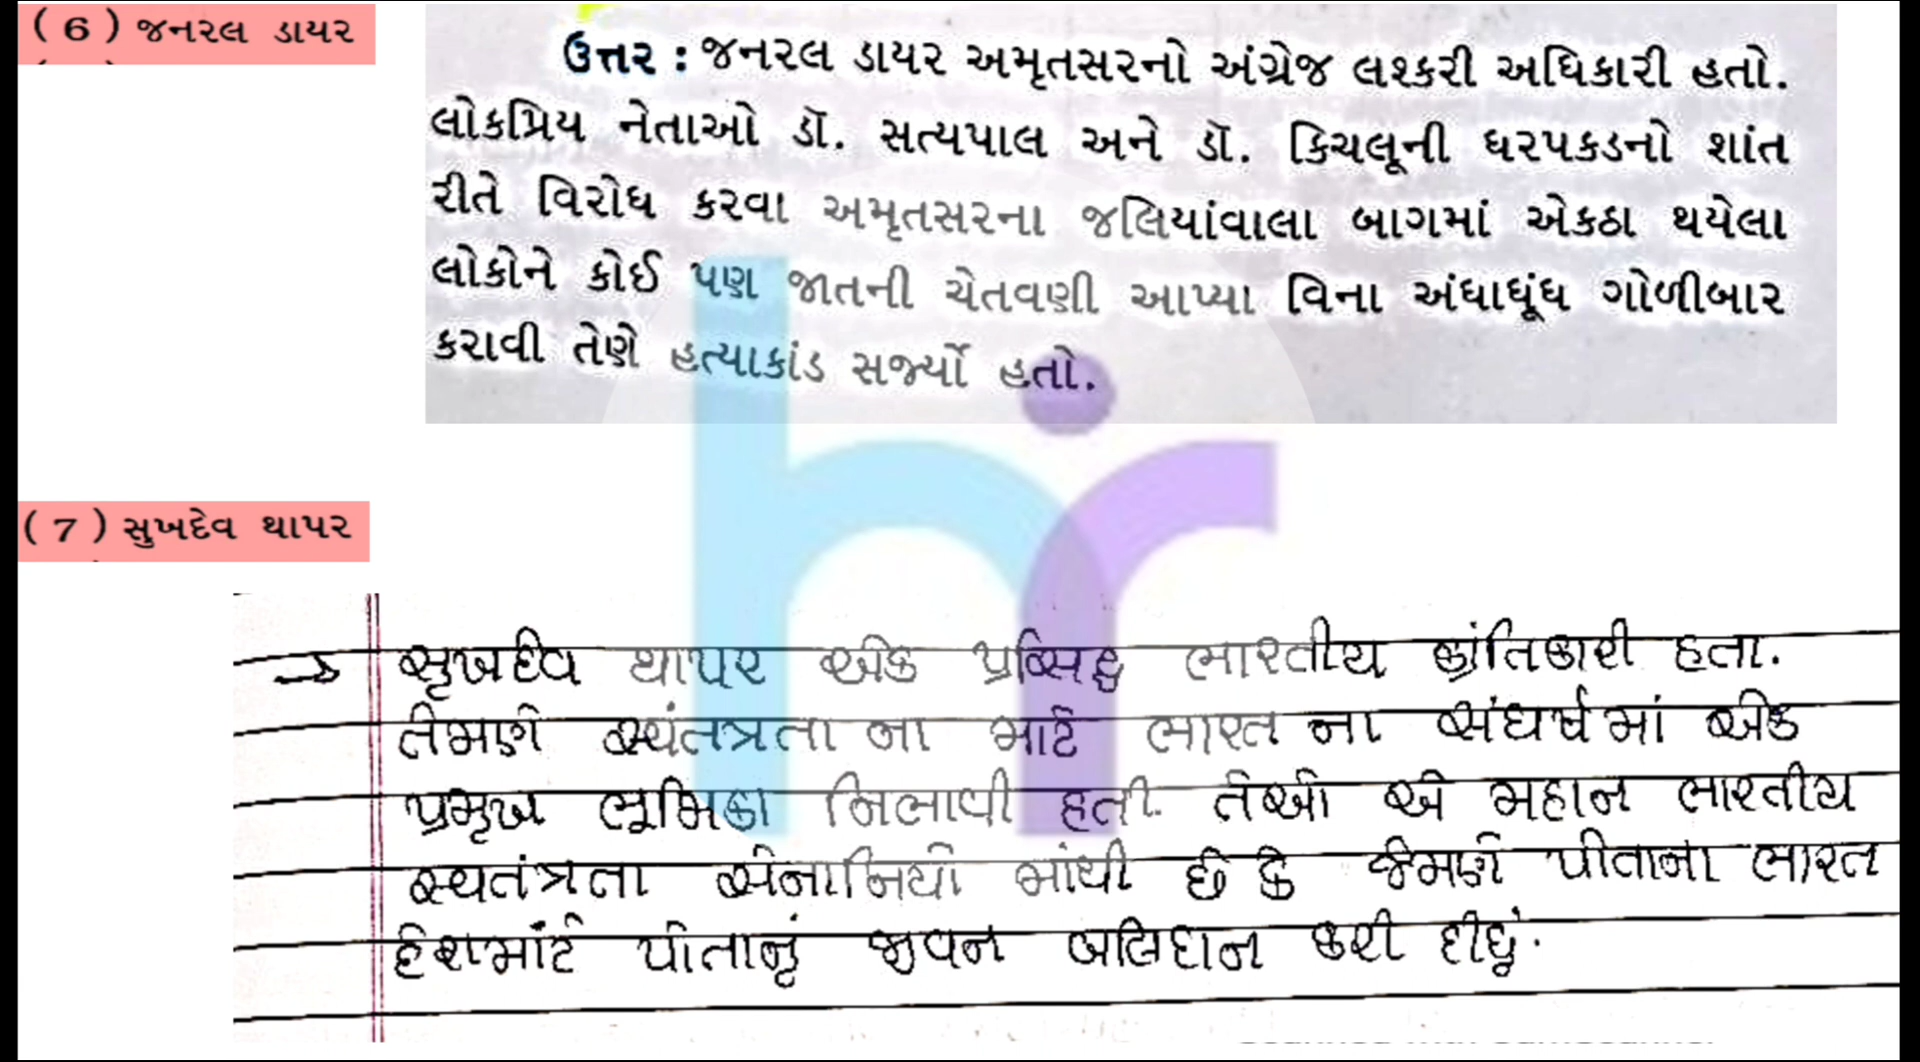 ( 6 ) જનરલ ડાયર
ઉત્તર : જનરલ ડાયર અમૃતસરનો અંગ્રેજ લશ્કરી અધિકારી હતો.
લોકપ્રિય નેતાઓ ડૉ. સત્યપાલ અને ડૉ. કિચલૂની ધરપકડનો શાંત
રીતે વિરોધ કરવા અમૃતસરના જલિયાંવાલા બાગમાં એકઠા થયેલા
લોકોને કોઈ પણ જાતની ચેતવણી આપ્યા વિના અંધાધૂંધ ગોળીબાર
કરાવી તેણે હત્યાકાંડ સર્જ્યો હતો.
( 7 ) સુખદેવ થાપર
સુખદેવ થાપર એક પ્રસિદ્ધ ભારતીય ક્રાંતિકારી હતા.
તેમણે સ્વંતત્રતા ના માટે ભારત ના સંઘર્ષ માં એક
પ્રમુખ ભૂમિકા નિભાવી હતી. તેઓ એ મહાન ભારતીય
સ્વતંત્રતા સેનાનિયો માંથી છે કે જેમણે પોતાના ભારત
દેશમાંટે પોતાનું જીવન બલિદાન કરી દીધું.